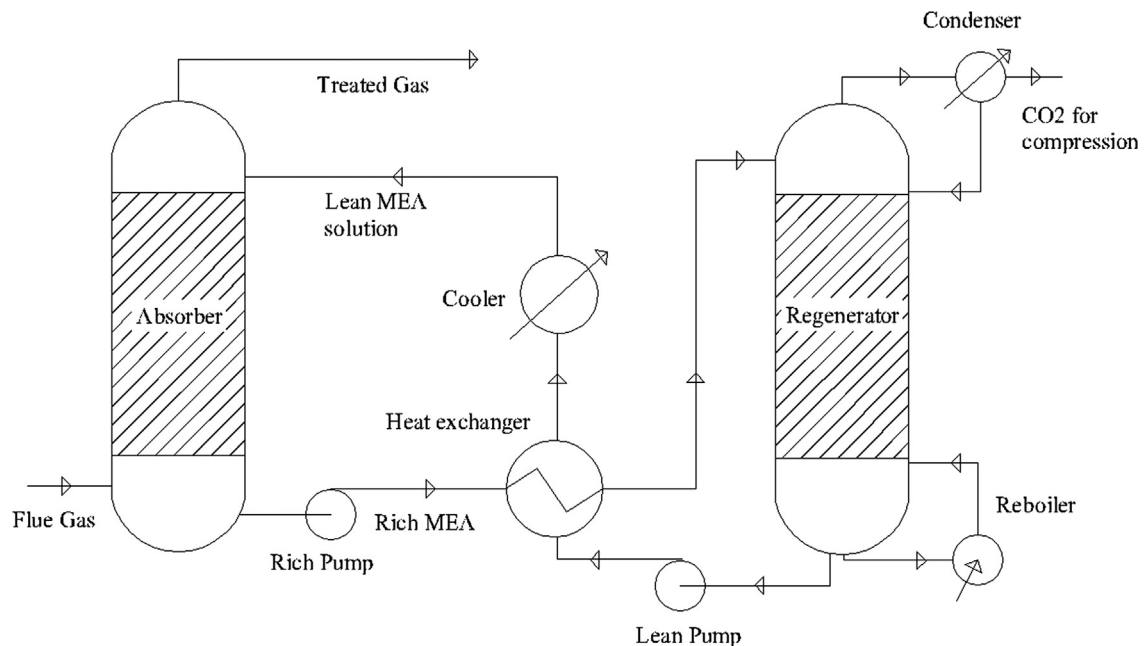 Condenser
Treated Gas
CO2 for
compression
Lean MEA
solution
Cooler
Absorber
Regenerator
Heat exchanger
Flue Gas
Rich MEA
Reboiler
Rich Pump
Lean Pump